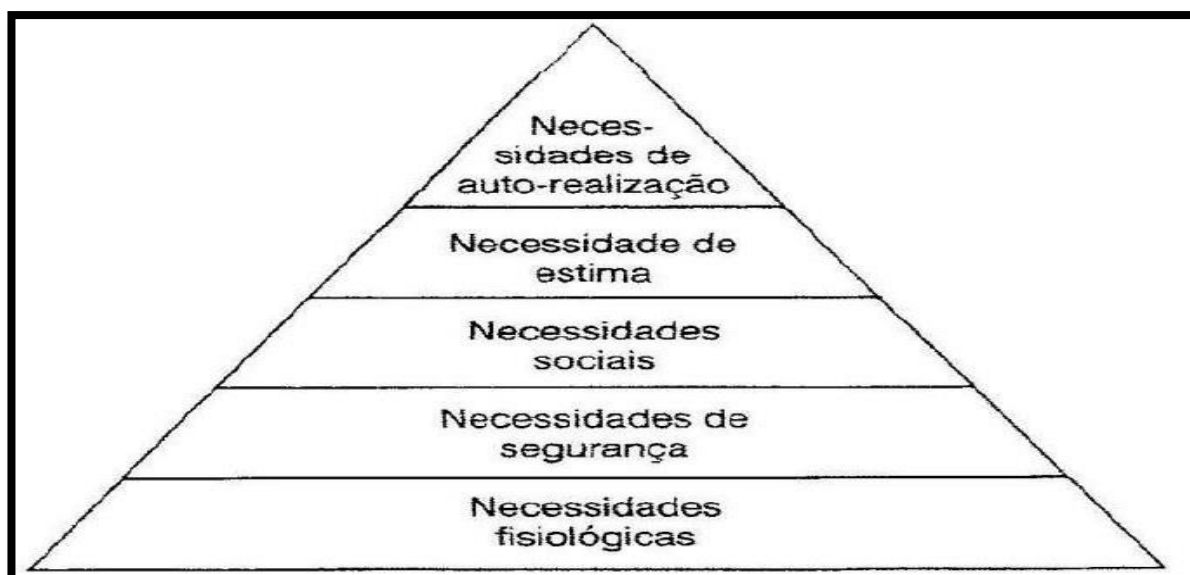 Neces-
sidades de
auto-realização
Necessidade de
estima
Necessidades
sociais
Necessidades de
segurança
Necessidades
fisiológicas